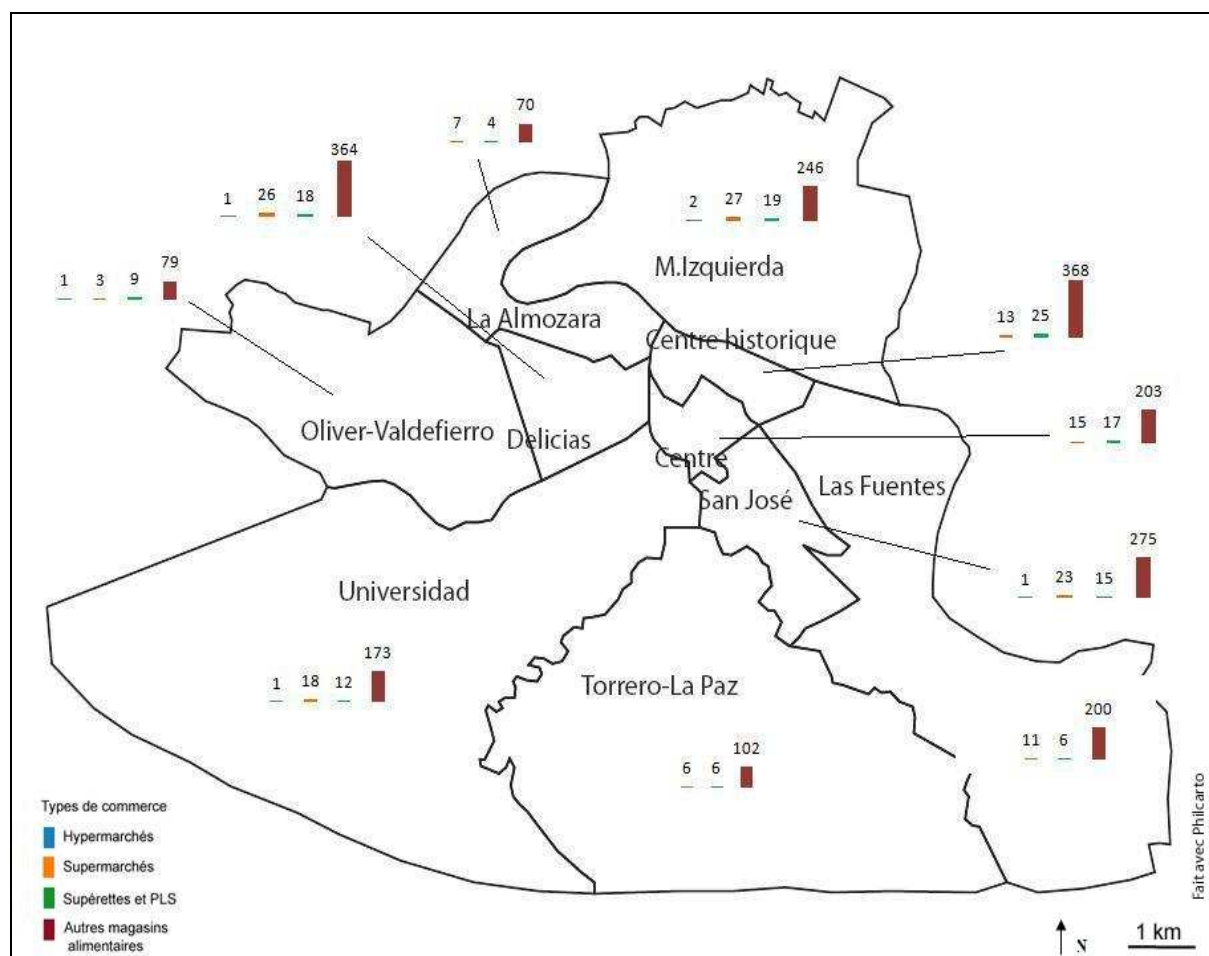 7 4 70
364
1 26 18
246
2 27 19
79
1 3 9
M.Izquierda
368
13 25
La Almozara
Centre historique
203
15 17
Oliver-Valdefierro
Delicias
Centre
Las Fuentes
San José
275
1 23 15
Universidad
173
1 18 12
Torrero-La Paz
200
11 6
102
6 6
Types de commerce
Hypermarchés
Supermarchés
Supérettes et PLS
Autres magasins
alimentaires
Fait avec Philcarto
N
1 km